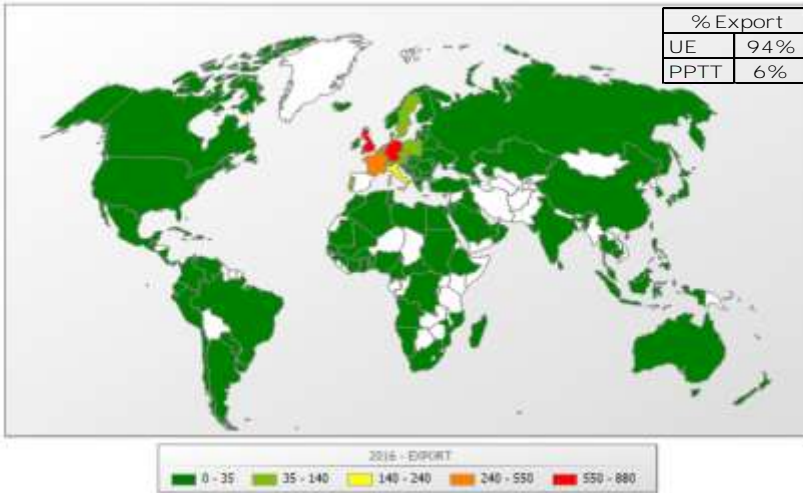 % Export
UE 94%
PPTT 6%
2016 - EXPORT
0 - 35 35 - 140 140 - 240 240 - 550 550 - 880